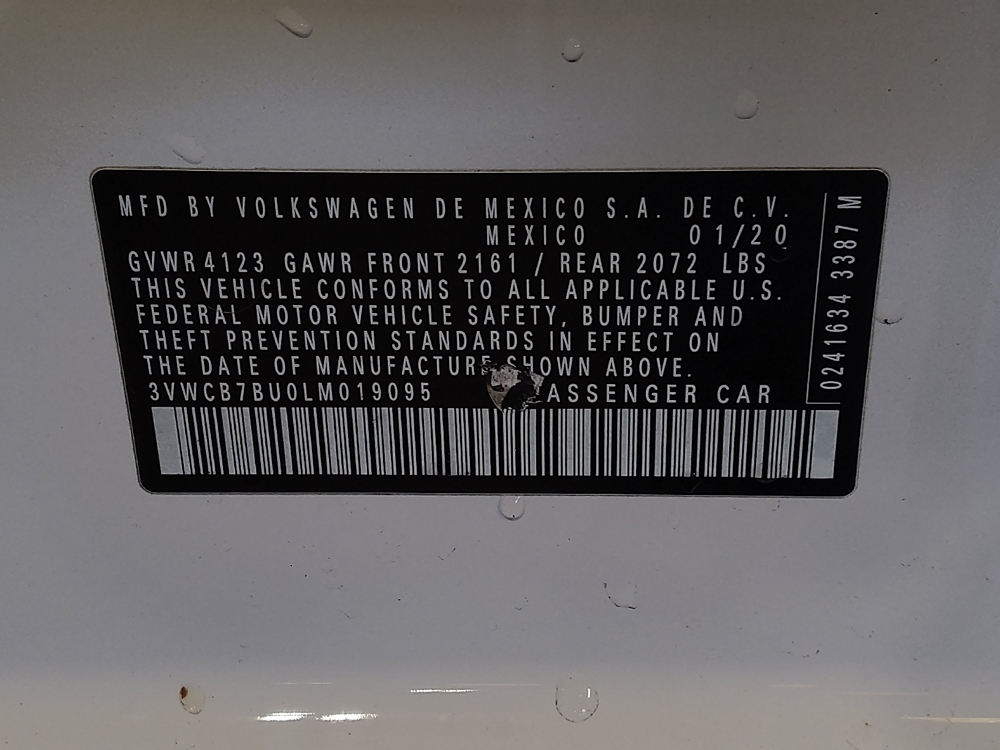 MFD BY VOLKSWAGEN DE MEXICO S.A. DE C.V.
MEXICO 01/20
GVWR 4123 GAWR FRONT 2161 / REAR 2072 LBS
THIS VEHICLE CONFORMS TO ALL APPLICABLE U.S.
FEDERAL MOTOR VEHICLE SAFETY, BUMPER AND
THEFT PREVENTION STANDARDS IN EFFECT ON
THE DATE OF MANUFACTURE SHOWN ABOVE.
3VWCB7BU0LM019095 ASSENGER CAR
0241634 3387 M